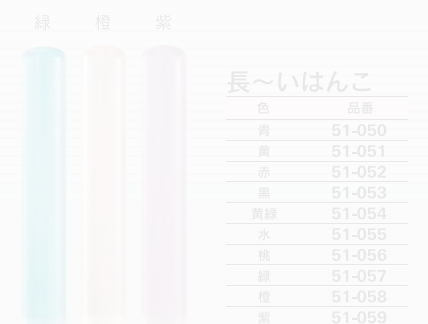 緑 橙 紫
長～いはんこ
色 品番
青 51-050
黄 51-051
赤 51-052
黒 51-053
黄緑 51-054
水 51-055
桃 51-056
緑 51-057
橙 51-058
紫 51-059